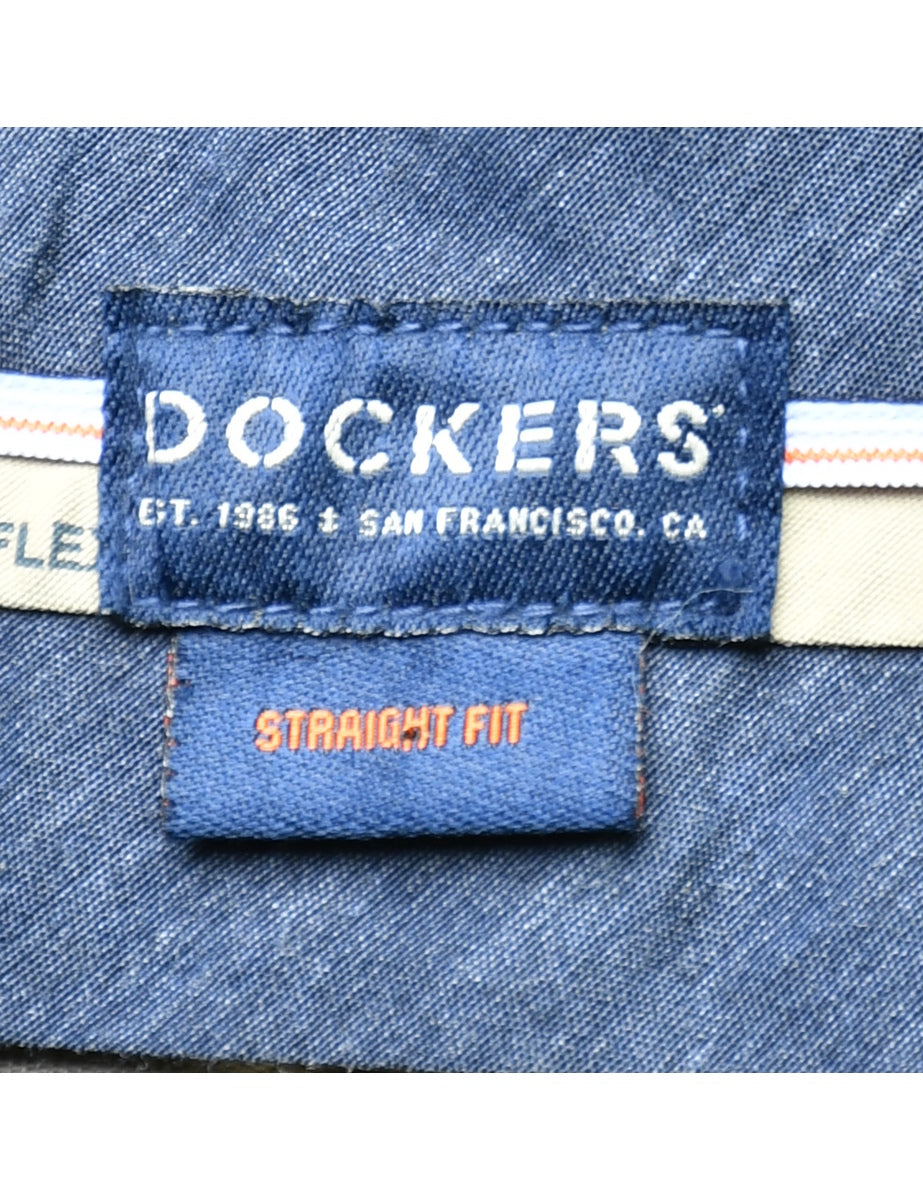 DOCKERS
EST. 1986 ± SAN FRANCISCO. CA
STRAIGHT FIT